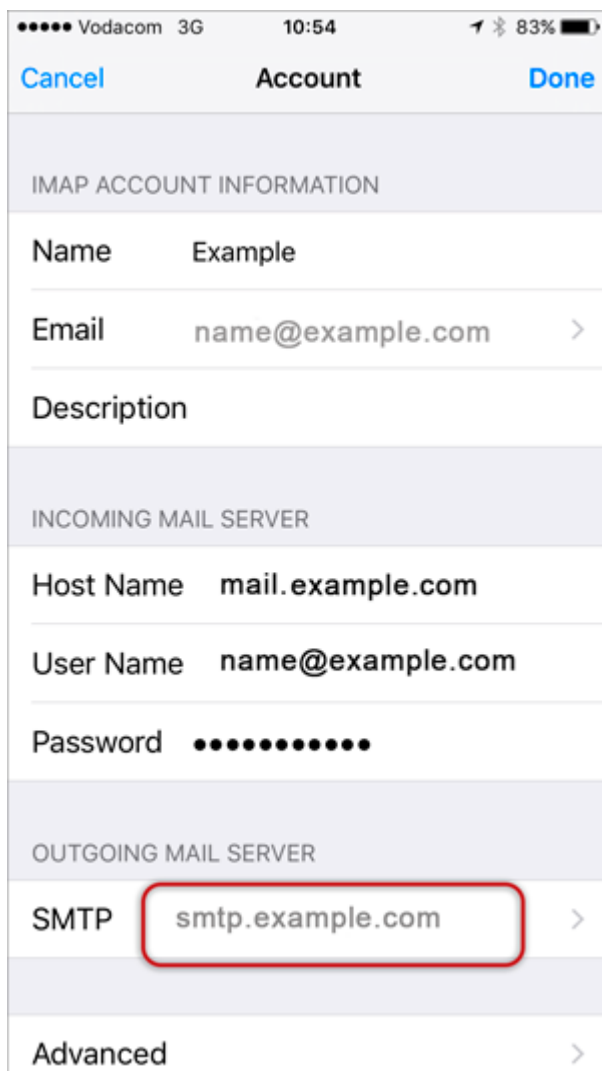 Vodacom 3G 10:54 83%
Cancel Account Done
IMAP ACCOUNT INFORMATION
Name Example
Email name@example.com
Description
INCOMING MAIL SERVER
Host Name mail.example.com
User Name name@example.com
Password •••••••••••
OUTGOING MAIL SERVER
SMTP smtp.example.com
Advanced